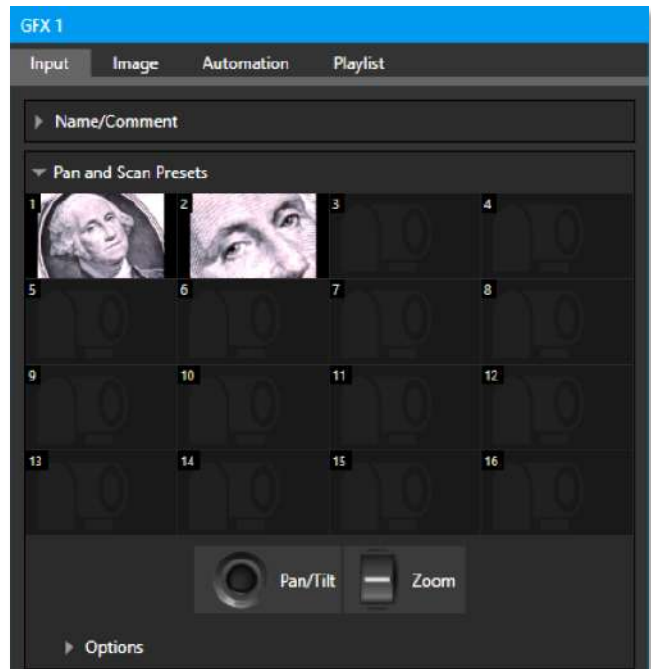 GFX 1
Input Image Automation Playlist
Name/Comment
Pan and Scan Presets
1 2 3 4
5 6 7 8
9 10 11 12
13 14 15 16
Pan/Tilt Zoom
Options